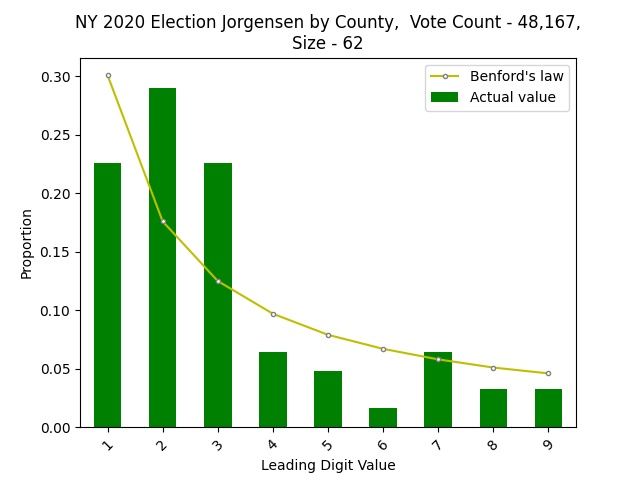 NY 2020 Election Jorgensen by County,  Vote Count - 48,167,
Size - 62
Benford's law
Actual value
0.30
0.25
0.20
0.15
0.10
0.05
0.00
Proportion
1 2 3 4 5 6 7 8 9
Leading Digit Value